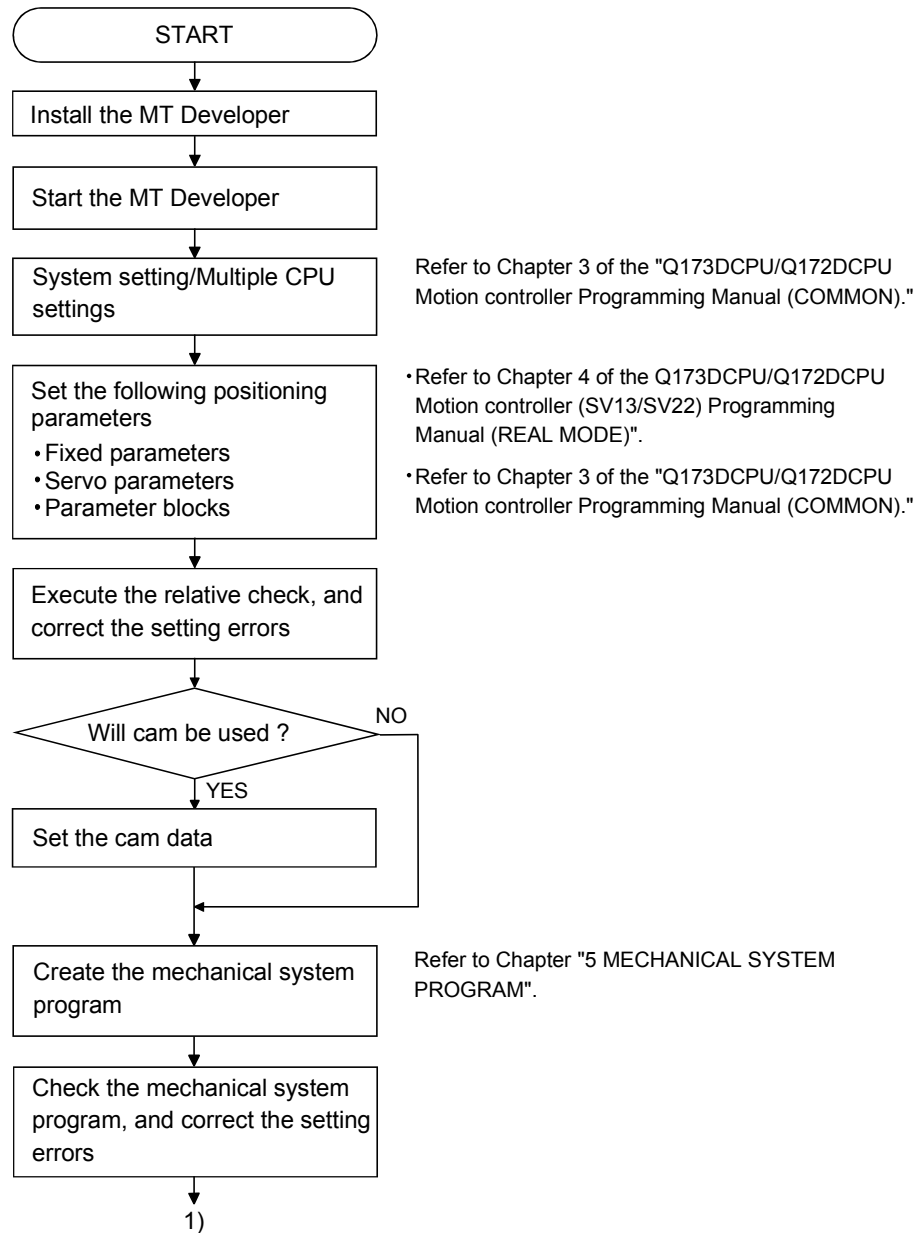 START
Install the MT Developer
Start the MT Developer
System setting/Multiple CPU
settings
Refer to Chapter 3 of the "Q173DCPU/Q172DCPU
Motion controller Programming Manual (COMMON)."
Set the following positioning
parameters
・Fixed parameters
・Servo parameters
・Parameter blocks
・Refer to Chapter 4 of the Q173DCPU/Q172DCPU
Motion controller (SV13/SV22) Programming
Manual (REAL MODE)".
・Refer to Chapter 3 of the "Q173DCPU/Q172DCPU
Motion controller Programming Manual (COMMON)."
Execute the relative check, and
correct the setting errors
Will cam be used ?
NO
YES
Set the cam data
Create the mechanical system
program
Refer to Chapter "5 MECHANICAL SYSTEM
PROGRAM".
Check the mechanical system
program, and correct the setting
errors
1)